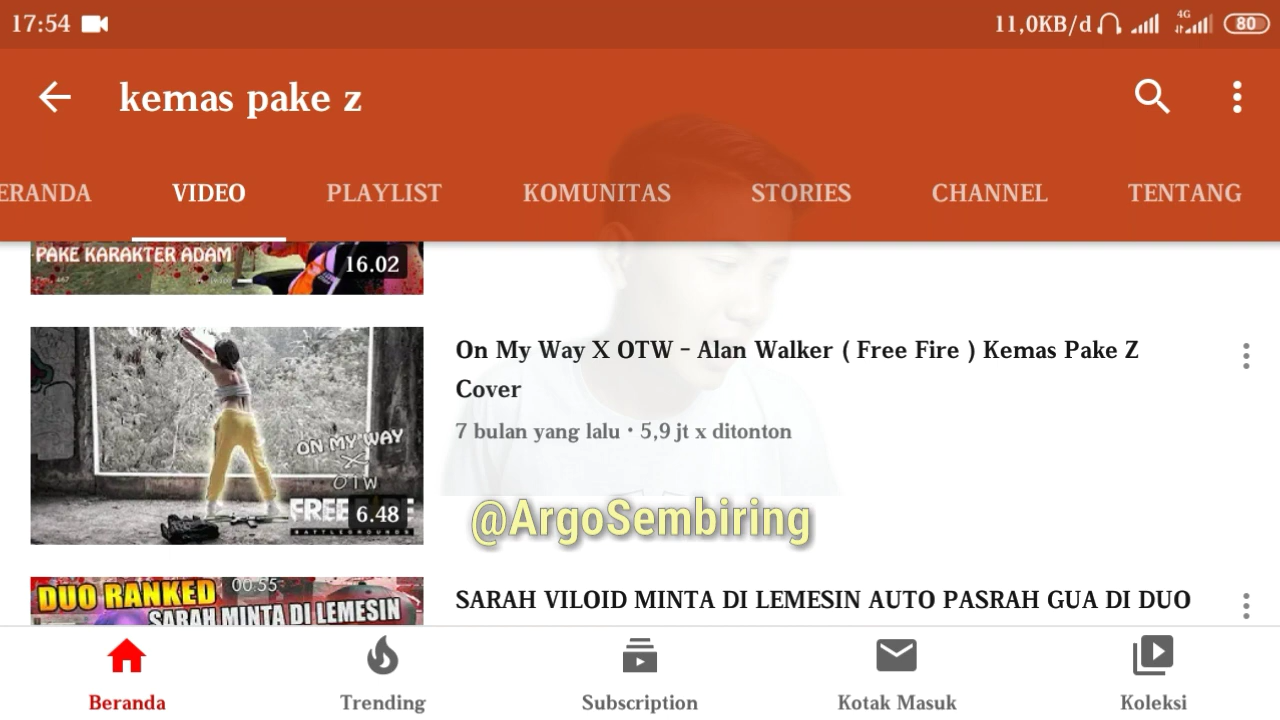 17:54 11,0KB/d 4G 80
kemas pake z
ERANDA VIDEO PLAYLIST KOMUNITAS STORIES CHANNEL TENTANG
PAKE KARAKTER ADAM
16.02
On My Way X OTW - Alan Walker ( Free Fire ) Kemas Pake Z
Cover
7 bulan yang lalu • 5,9 jt x ditonton
ON MY WAY
X
OTW
FREE
6.48
BATTLEGROUNDS
@ArgoSembiring
DUO RANKED 00:55
SARAH MINTA DI LEMESIN
SARAH VILOID MINTA DI LEMESIN AUTO PASRAH GUA DI DUO
Beranda Trending Subscription Kotak Masuk Koleksi